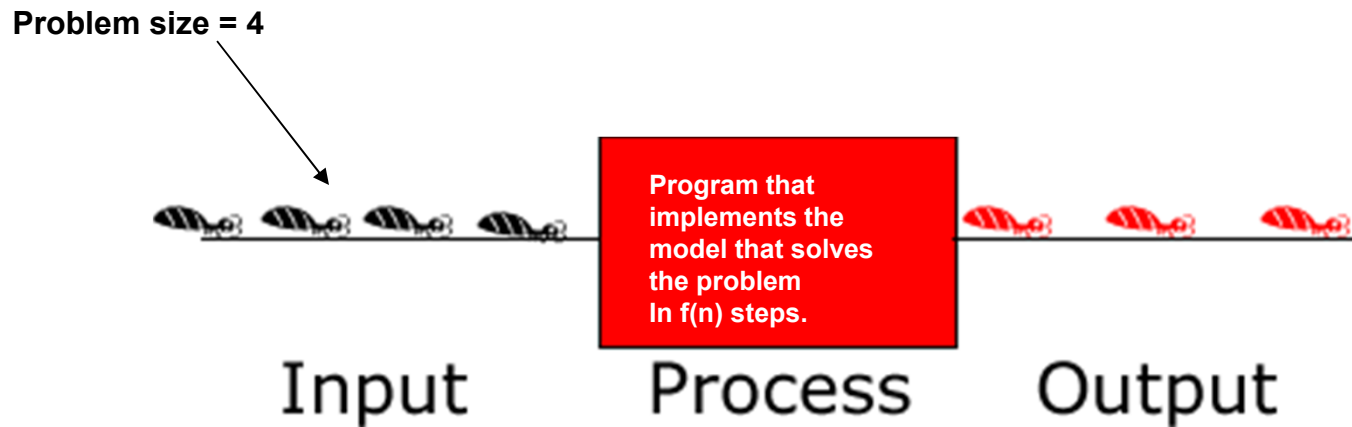 Problem size = 4
Program that
implements the
model that solves
the problem
In f(n) steps.
Input
Process
Output